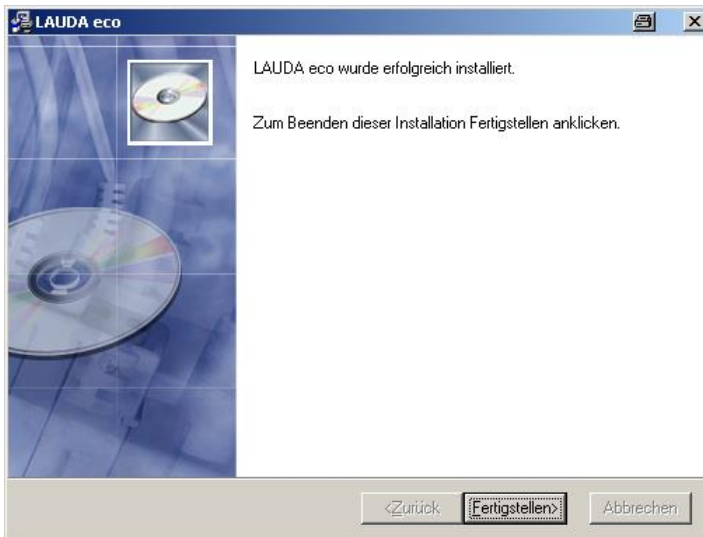 LAUDA eco
LAUDA eco wurde erfolgreich installiert.
Zum Beenden dieser Installation Fertigstellen anklicken.
<Zurück Fertigstellen> Abbrechen